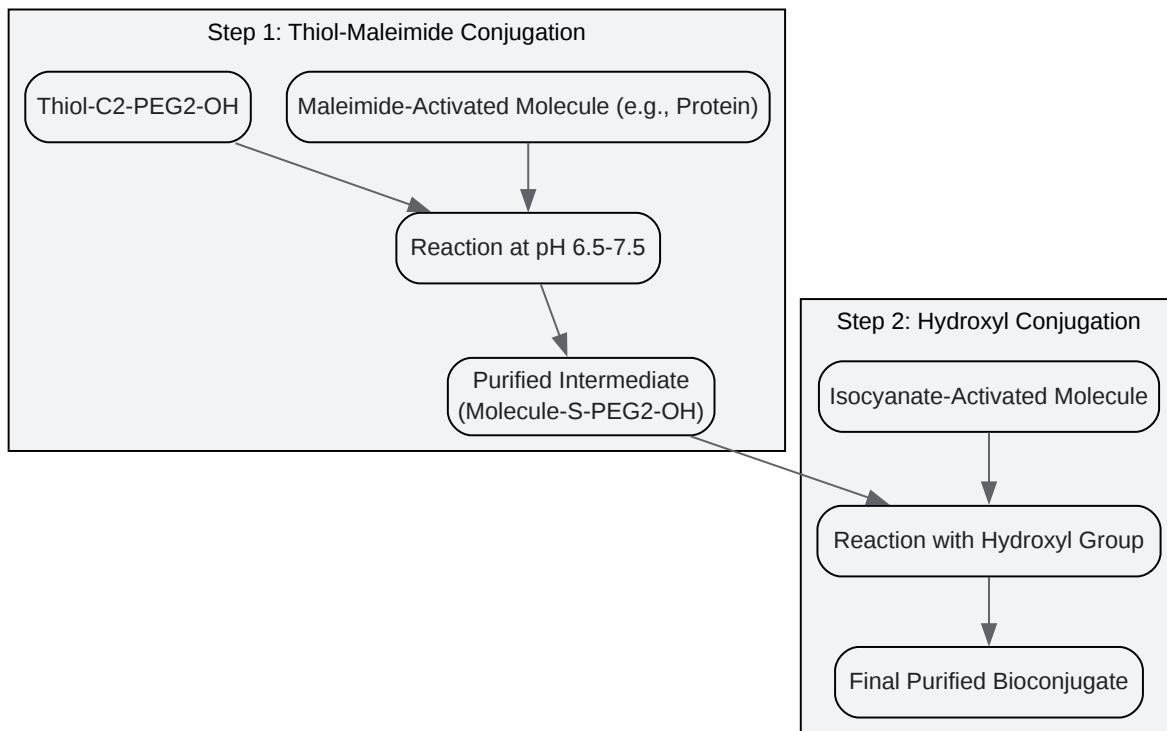 Step 1: Thiol-Maleimide Conjugation
Thiol-C2-PEG2-OH
Maleimide-Activated Molecule (e.g., Protein)
Reaction at pH 6.5-7.5
Purified Intermediate
(Molecule-S-PEG2-OH)
Step 2: Hydroxyl Conjugation
Isocyanate-Activated Molecule
Reaction with Hydroxyl Group
Final Purified Bioconjugate